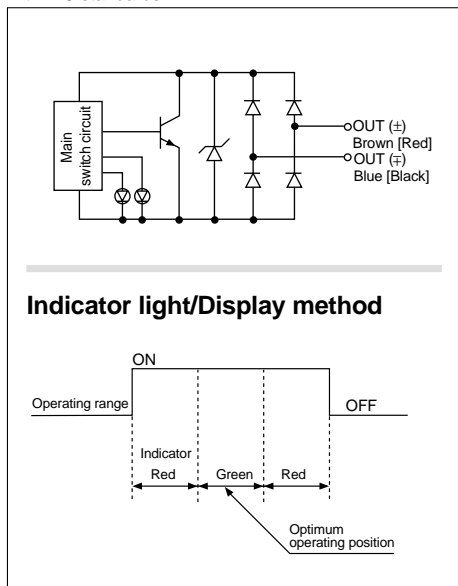 Main
switch circuit
OUT (±)
Brown [Red]
OUT (∓)
Blue [Black]
Indicator light/Display method
ON
Operating range
OFF
Indicator
Red
Green
Red
Optimum
operating position